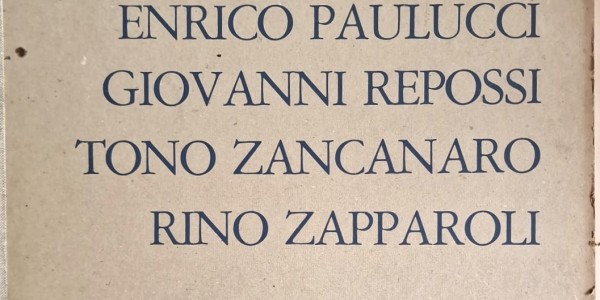 ENRICO PAULUCCI
GIOVANNI REPOSSI
TONO ZANCANARO
RINO ZAPPAROLI